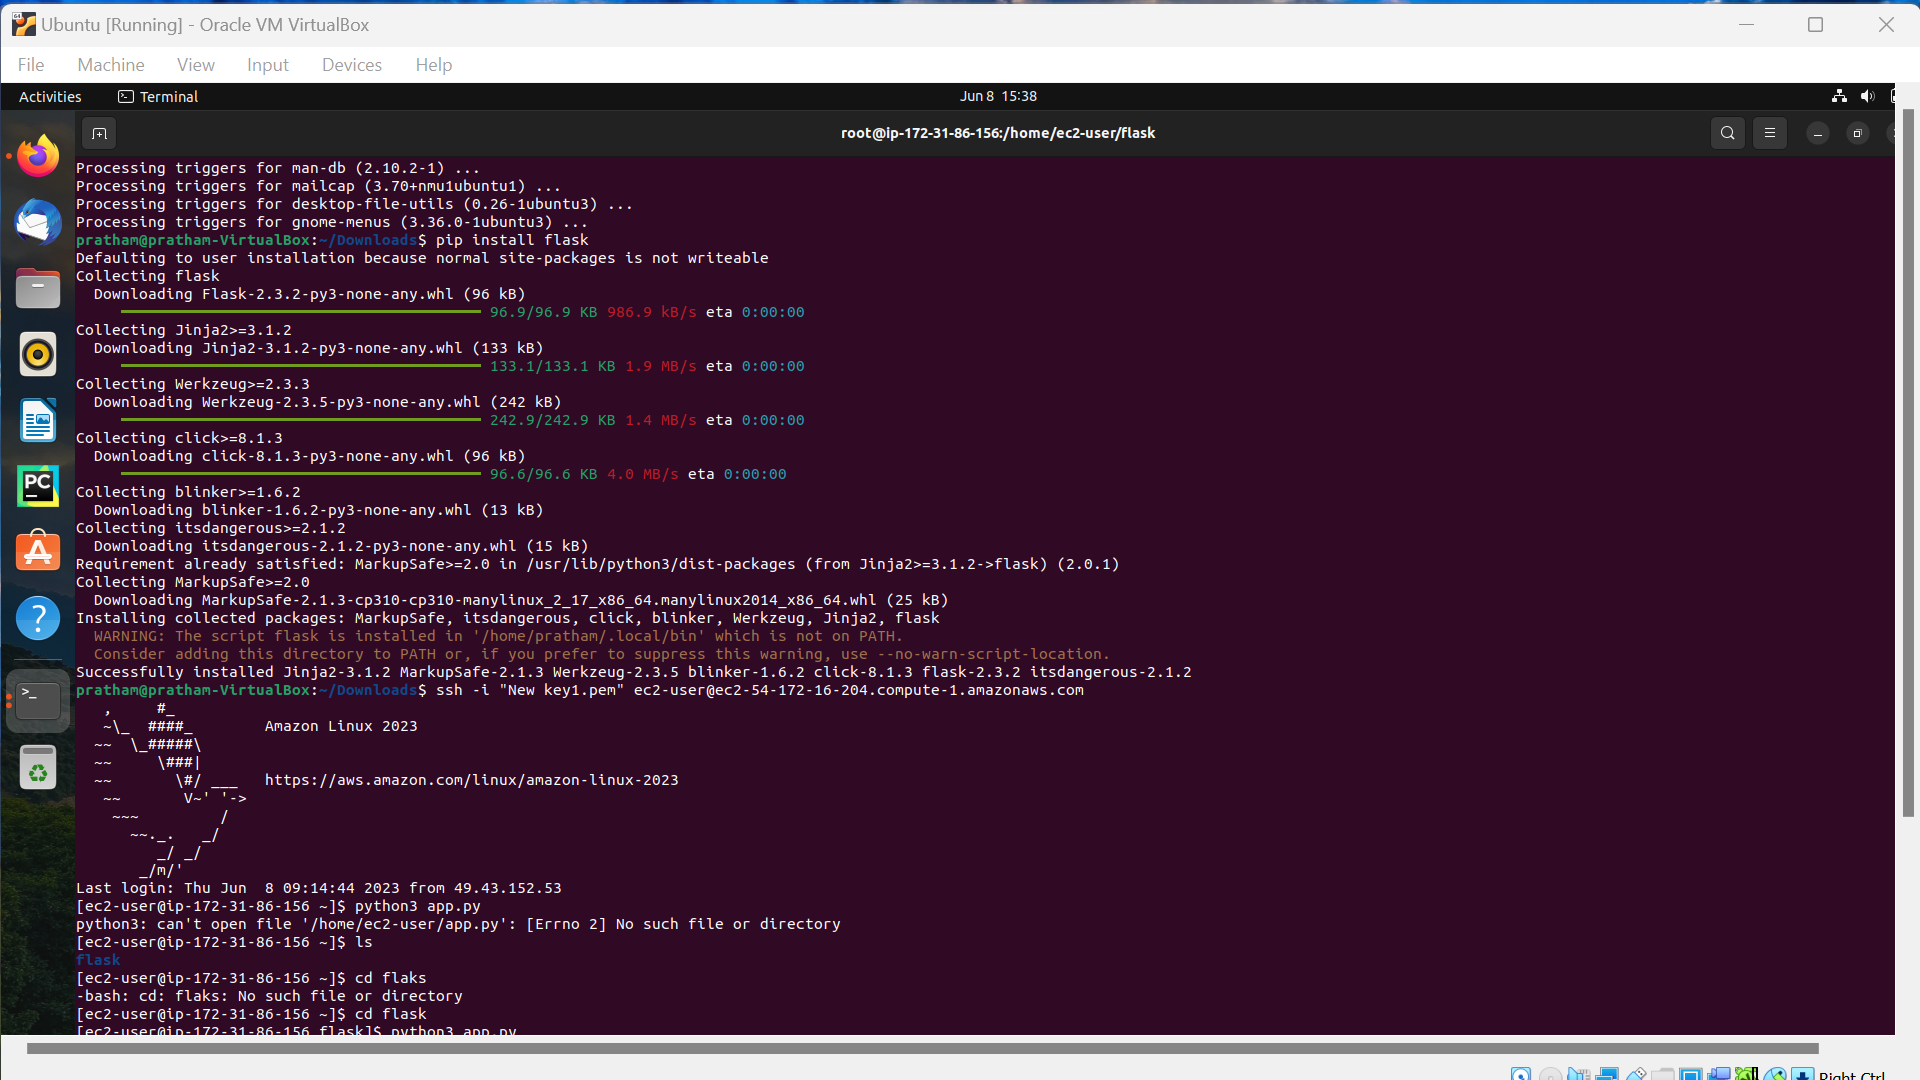 Ubuntu [Running] - Oracle VM VirtualBox
File Machine View Input Devices Help
Activities Terminal Jun 8 15:38
root@ip-172-31-86-156:/home/ec2-user/flask
Processing triggers for man-db (2.10.2-1) ...
Processing triggers for mailcap (3.70+nmu1ubuntu1) ...
Processing triggers for desktop-file-utils (0.26-1ubuntu3) ...
Processing triggers for gnome-menus (3.36.0-1ubuntu3) ...
pratham@pratham-VirtualBox:~/Downloads$ pip install flask
Defaulting to user installation because normal site-packages is not writeable
Collecting flask
  Downloading Flask-2.3.2-py3-none-any.whl (96 kB)
96.9/96.9 KB 986.9 kB/s eta 0:00:00
Collecting Jinja2>=3.1.2
  Downloading Jinja2-3.1.2-py3-none-any.whl (133 kB)
133.1/133.1 KB 1.9 MB/s eta 0:00:00
Collecting Werkzeug>=2.3.3
  Downloading Werkzeug-2.3.5-py3-none-any.whl (242 kB)
242.9/242.9 KB 1.4 MB/s eta 0:00:00
Collecting click>=8.1.3
  Downloading click-8.1.3-py3-none-any.whl (96 kB)
96.6/96.6 KB 4.0 MB/s eta 0:00:00
Collecting blinker>=1.6.2
  Downloading blinker-1.6.2-py3-none-any.whl (13 kB)
Collecting itsdangerous>=2.1.2
  Downloading itsdangerous-2.1.2-py3-none-any.whl (15 kB)
Requirement already satisfied: MarkupSafe>=2.0 in /usr/lib/python3/dist-packages (from Jinja2>=3.1.2->flask) (2.0.1)
Collecting MarkupSafe>=2.0
  Downloading MarkupSafe-2.1.3-cp310-cp310-manylinux_2_17_x86_64.manylinux2014_x86_64.whl (25 kB)
Installing collected packages: MarkupSafe, itsdangerous, click, blinker, Werkzeug, Jinja2, flask
  WARNING: The script flask is installed in '/home/pratham/.local/bin' which is not on PATH.
  Consider adding this directory to PATH or, if you prefer to suppress this warning, use --no-warn-script-location.
Successfully installed Jinja2-3.1.2 MarkupSafe-2.1.3 Werkzeug-2.3.5 blinker-1.6.2 click-8.1.3 flask-2.3.2 itsdangerous-2.1.2
pratham@pratham-VirtualBox:~/Downloads$ ssh -i "New key1.pem" ec2-user@ec2-54-172-16-204.compute-1.amazonaws.com
   ,     #_
   ~\_  ####_        Amazon Linux 2023
  ~~  \_#####\
  ~~     \###|
  ~~       \#/ ___   https://aws.amazon.com/linux/amazon-linux-2023
   ~~       V~' '->
    ~~~         /
      ~~._.   _/
         _/ _/
       _/m/'
Last login: Thu Jun  8 09:14:44 2023 from 49.43.152.53
[ec2-user@ip-172-31-86-156 ~]$ python3 app.py
python3: can't open file '/home/ec2-user/app.py': [Errno 2] No such file or directory
[ec2-user@ip-172-31-86-156 ~]$ ls
flask
[ec2-user@ip-172-31-86-156 ~]$ cd flaks
-bash: cd: flaks: No such file or directory
[ec2-user@ip-172-31-86-156 ~]$ cd flask
[ec2-user@ip-172-31-86-156 flask]$ python3 app.py
PC
Right Ctrl